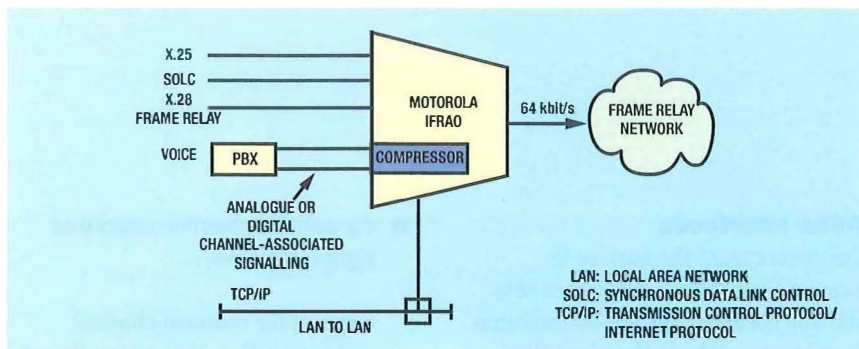 X.25
SOLC
X.28
FRAME RELAY
VOICE
PBX
ANALOGUE OR
DIGITAL
CHANNEL-ASSOCIATED
SIGNALLING
MOTOROLA
IFRAO
COMPRESSOR
64 kbit/s
FRAME RELAY
NETWORK
TCP/IP
LAN TO LAN
LAN: LOCAL AREA NETWORK
SOLC: SYNCHRONOUS DATA LINK CONTROL
TCP/IP: TRANSMISSION CONTROL PROTOCOL/
INTERNET PROTOCOL